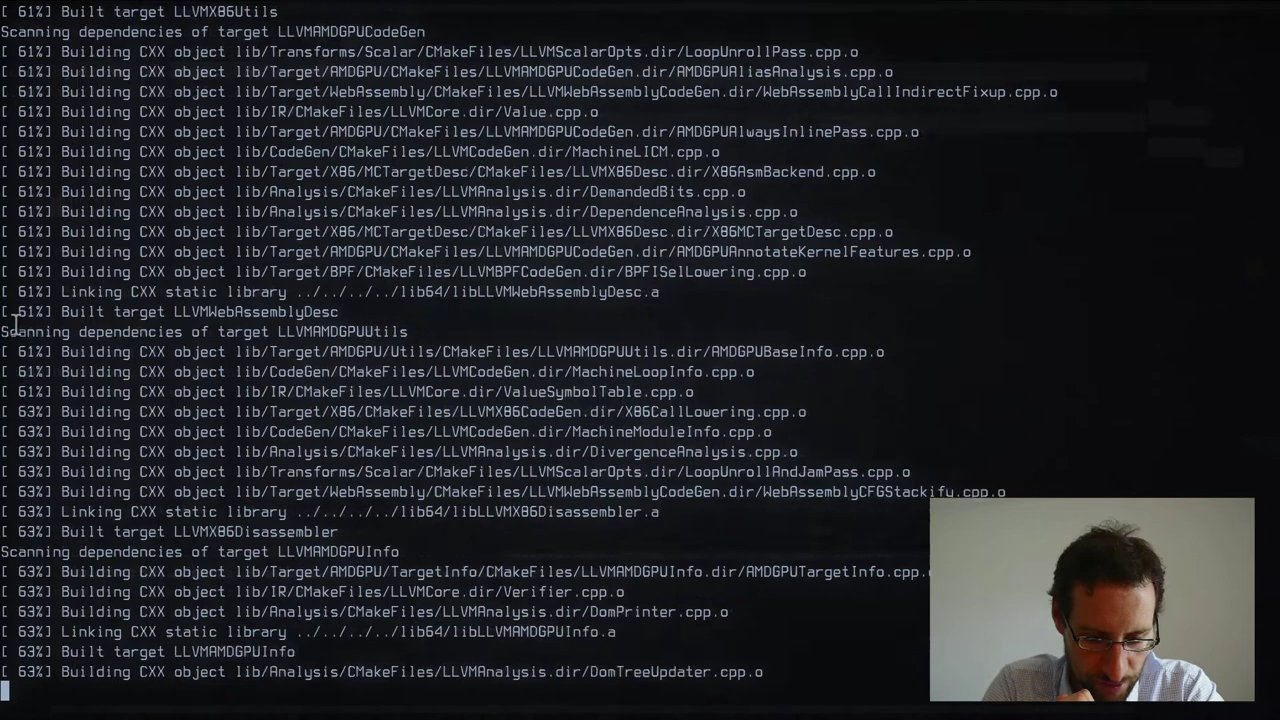 [ 61%] Built target LLVMX86Utils
Scanning dependencies of target LLVMAMDGPUCodeGen
[ 61%] Building CXX object lib/Transforms/Scalar/CMakeFiles/LLVMScalarOpts.dir/LoopUnrollPass.cpp.o
[ 61%] Building CXX object lib/Target/AMDGPU/CMakeFiles/LLVMAMDGPUCodeGen.dir/AMDGPUAliasAnalysis.cpp.o
[ 61%] Building CXX object lib/Target/WebAssembly/CMakeFiles/LLVMWebAssemblyCodeGen.dir/WebAssemblyCallIndirectFixup.cpp.o
[ 61%] Building CXX object lib/IR/CMakeFiles/LLVMCore.dir/Value.cpp.o
[ 61%] Building CXX object lib/Target/AMDGPU/CMakeFiles/LLVMAMDGPUCodeGen.dir/AMDGPUAlwaysInlinePass.cpp.o
[ 61%] Building CXX object lib/CodeGen/CMakeFiles/LLVMCodeGen.dir/MachineLICM.cpp.o
[ 61%] Building CXX object lib/Target/X86/MCTargetDesc/CMakeFiles/LLVMX86Desc.dir/X86AsmBackend.cpp.o
[ 61%] Building CXX object lib/Analysis/CMakeFiles/LLVMAnalysis.dir/DemandedBits.cpp.o
[ 61%] Building CXX object lib/Analysis/CMakeFiles/LLVMAnalysis.dir/DependenceAnalysis.cpp.o
[ 61%] Building CXX object lib/Target/X86/MCTargetDesc/CMakeFiles/LLVMX86Desc.dir/X86MCTargetDesc.cpp.o
[ 61%] Building CXX object lib/Target/AMDGPU/CMakeFiles/LLVMAMDGPUCodeGen.dir/AMDGPUAnnotateKernelFeatures.cpp.o
[ 61%] Building CXX object lib/Target/BPF/CMakeFiles/LLVMBPFCodeGen.dir/BPFISelLowering.cpp.o
[ 61%] Linking CXX static library ../../../../lib64/libLLVMWebAssemblyDesc.a
[ 61%] Built target LLVMWebAssemblyDesc
Scanning dependencies of target LLVMAMDGPUUtils
[ 61%] Building CXX object lib/Target/AMDGPU/Utils/CMakeFiles/LLVMAMDGPUUtils.dir/AMDGPUBaseInfo.cpp.o
[ 61%] Building CXX object lib/CodeGen/CMakeFiles/LLVMCodeGen.dir/MachineLoopInfo.cpp.o
[ 61%] Building CXX object lib/IR/CMakeFiles/LLVMCore.dir/ValueSymbolTable.cpp.o
[ 63%] Building CXX object lib/Target/X86/CMakeFiles/LLVMX86CodeGen.dir/X86CallLowering.cpp.o
[ 63%] Building CXX object lib/CodeGen/CMakeFiles/LLVMCodeGen.dir/MachineModuleInfo.cpp.o
[ 63%] Building CXX object lib/Analysis/CMakeFiles/LLVMAnalysis.dir/DivergenceAnalysis.cpp.o
[ 63%] Building CXX object lib/Transforms/Scalar/CMakeFiles/LLVMScalarOpts.dir/LoopUnrollAndJamPass.cpp.o
[ 63%] Building CXX object lib/Target/WebAssembly/CMakeFiles/LLVMWebAssemblyCodeGen.dir/WebAssemblyCFGStackify.cpp.o
[ 63%] Linking CXX static library ../../../../lib64/libLLVMX86Disassembler.a
[ 63%] Built target LLVMX86Disassembler
Scanning dependencies of target LLVMAMDGPUInfo
[ 63%] Building CXX object lib/Target/AMDGPU/TargetInfo/CMakeFiles/LLVMAMDGPUInfo.dir/AMDGPUTargetInfo.cpp.
[ 63%] Building CXX object lib/IR/CMakeFiles/LLVMCore.dir/Verifier.cpp.o
[ 63%] Building CXX object lib/Analysis/CMakeFiles/LLVMAnalysis.dir/DomPrinter.cpp.o
[ 63%] Linking CXX static library ../../../../lib64/libLLVMAMDGPUInfo.a
[ 63%] Built target LLVMAMDGPUInfo
[ 63%] Building CXX object lib/Analysis/CMakeFiles/LLVMAnalysis.dir/DomTreeUpdater.cpp.o